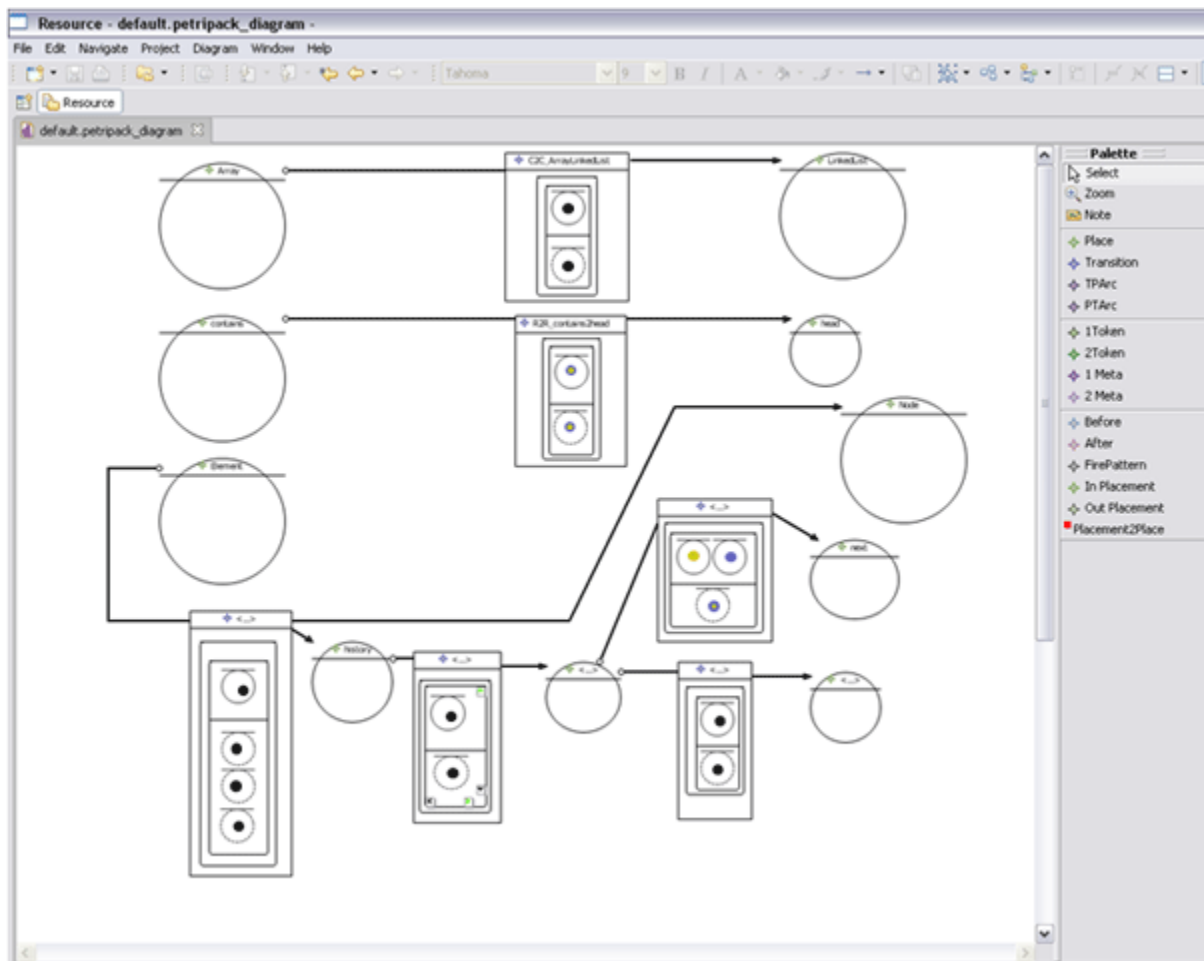 Resource - default.petripack_diagram -
File Edit Navigate Project Diagram Window Help
Tahoma 9 B I A
Resource
default.petripack_diagram
Array
C2C_ArrayLinkedList
LinkedList
contains
R2R_contains2head
head
Node
Element
<...>
next
<...>
history
<...>
<...>
<...>
<...>
Palette
Select
Zoom
Note
Place
Transition
TPArc
PTArc
1Token
2Token
1 Meta
2 Meta
Before
After
FirePattern
In Placement
Out Placement
Placement2Place